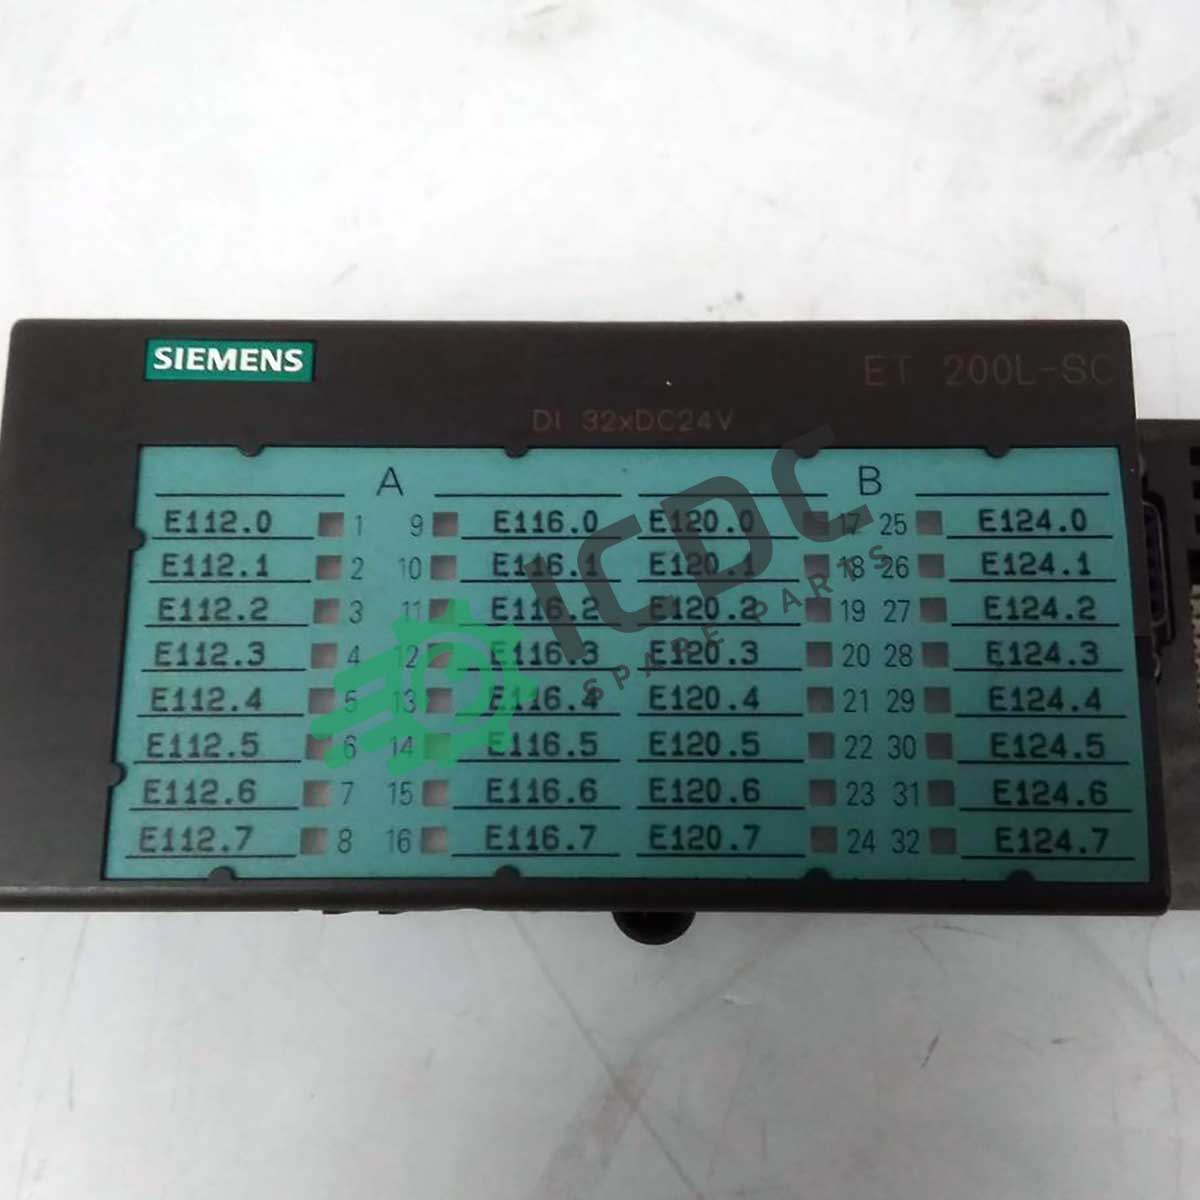 SIEMENS
ET 200L-SC
DI 32xDC24V
A B
E112.0 1 9 E116.0 E120.0 17 25 E124.0
E112.1 2 10 E116.1 E120.1 18 26 E124.1
E112.2 3 11 E116.2 E120.2 19 27 E124.2
E112.3 4 12 E116.3 E120.3 20 28 E124.3
E112.4 5 13 E116.4 E120.4 21 29 E124.4
E112.5 6 14 E116.5 E120.5 22 30 E124.5
E112.6 7 15 E116.6 E120.6 23 31 E124.6
E112.7 8 16 E116.7 E120.7 24 32 E124.7
ICDC
SPARE PARTS